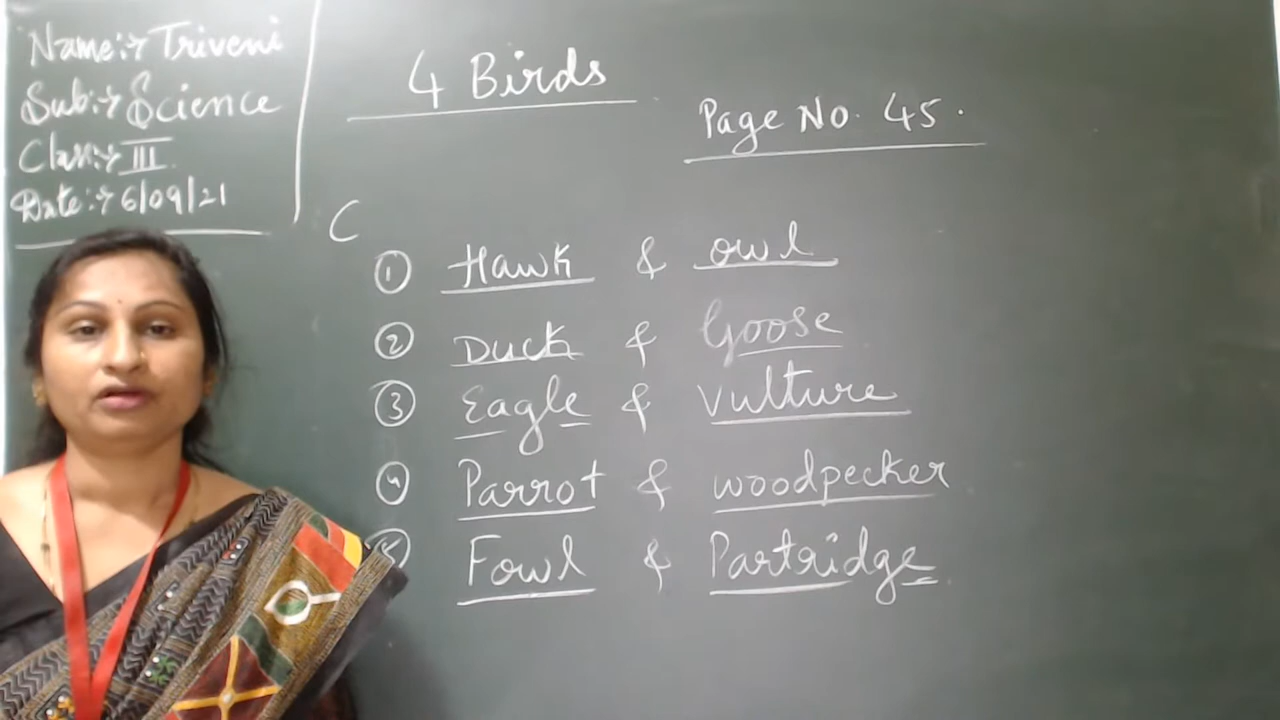 Name:→ Triveni
Sub:→ Science
Class:→ III
Date:→ 6/09/21
4 Birds
Page No. 45.
C
① Hawk & owl
② Duck & Goose
③ Eagle & Vulture
④ Parrot & woodpecker
⑤ Fowl & Partridge